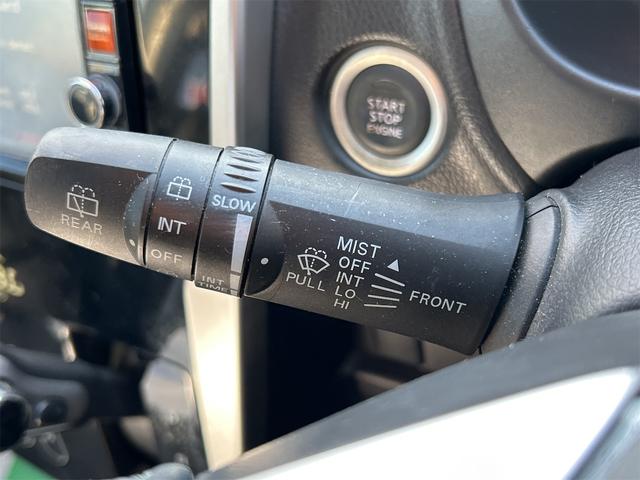 START
STOP
ENGINE
REAR
INT
OFF
SLOW
INT
TIME
PULL
MIST
OFF
INT
LO
HI
FRONT